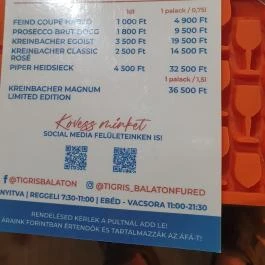 1dl 1 palack / 0,75l
FEIND COUPÉ 1 000 Ft 4 900 Ft
PROSECCO BRUT DOCG 1 800 Ft 9 500 Ft
KREINBACHER EGOIST 3 500 Ft 19 500 Ft
KREINBACHER CLASSIC 2 500 Ft 14 500 Ft
ROSÉ
PIPER HEIDSIECK 4 500 Ft 32 500 Ft
1 palack / 1,5l
KREINBACHER MAGNUM 36 500 Ft
LIMITED EDITION
Kövess minket
SOCIAL MEDIA FELÜLETEINKEN IS!
@TIGRISBALATON @TIGRIS_BALATONFURED
NYITVA | REGGELI 7:30-11:00 | EBÉD - VACSORA 11:00-21:30
RENDELÉSED KÉRLEK A PULTNÁL ADD LE!
ÁRAINK FORINTBAN ÉRTENDŐK ÉS TARTALMAZZÁK AZ ÁFÁ-T!